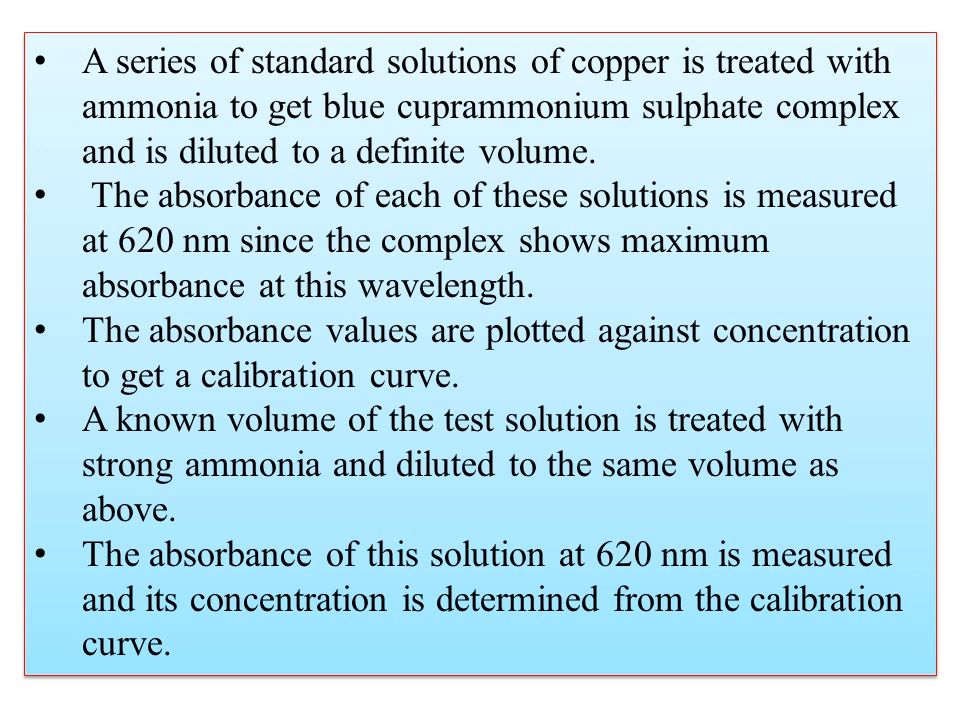 • A series of standard solutions of copper is treated with
ammonia to get blue cuprammonium sulphate complex
and is diluted to a definite volume.
• The absorbance of each of these solutions is measured
at 620 nm since the complex shows maximum
absorbance at this wavelength.
• The absorbance values are plotted against concentration
to get a calibration curve.
• A known volume of the test solution is treated with
strong ammonia and diluted to the same volume as
above.
• The absorbance of this solution at 620 nm is measured
and its concentration is determined from the calibration
curve.